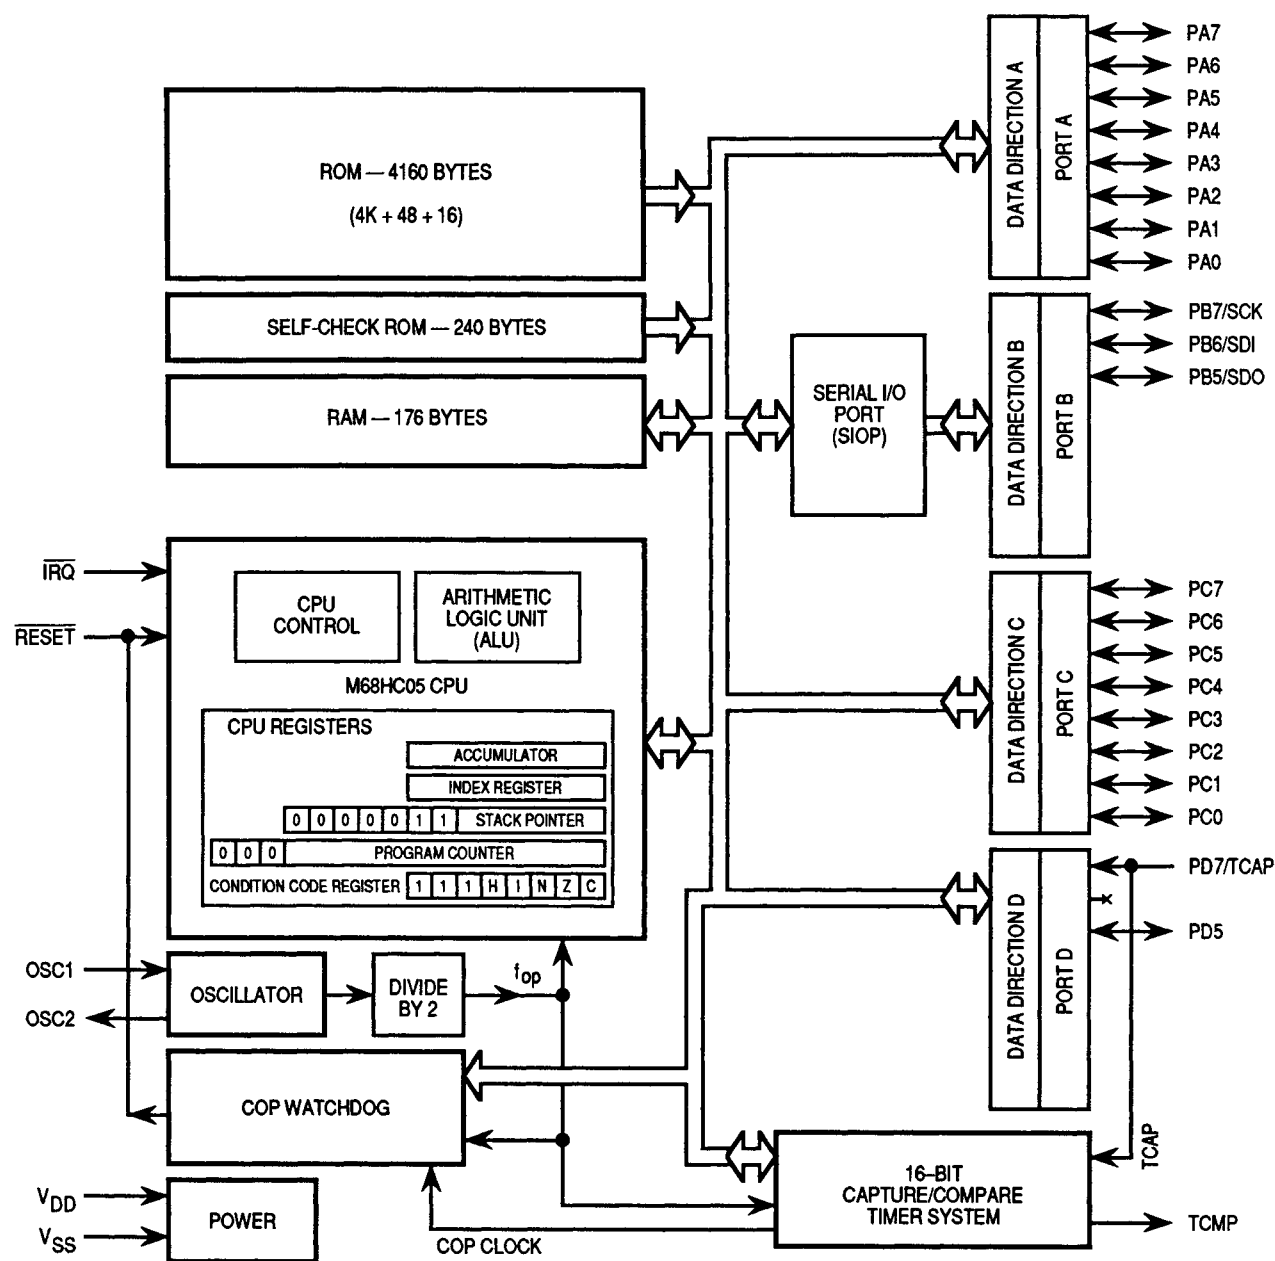 ROM — 4160 BYTES
(4K + 48 + 16)
SELF-CHECK ROM — 240 BYTES
RAM — 176 BYTES
DATA DIRECTION A
PORT A
PA7
PA6
PA5
PA4
PA3
PA2
PA1
PA0
SERIAL I/O
PORT
(SIOP)
DATA DIRECTION B
PORT B
PB7/SCK
PB6/SDI
PB5/SDO
IRQ
RESET
CPU
CONTROL
ARITHMETIC
LOGIC UNIT
(ALU)
M68HC05 CPU
CPU REGISTERS
ACCUMULATOR
INDEX REGISTER
0 0 0 0 0 1 1 STACK POINTER
0 0 0 PROGRAM COUNTER
CONDITION CODE REGISTER 1 1 1 H I N Z C
DATA DIRECTION C
PORT C
PC7
PC6
PC5
PC4
PC3
PC2
PC1
PC0
DATA DIRECTION D
PORT D
PD7/TCAP
PD5
OSC1
OSC2
OSCILLATOR
DIVIDE
BY 2
fop
COP WATCHDOG
VDD
VSS
POWER
COP CLOCK
16–BIT
CAPTURE/COMPARE
TIMER SYSTEM
TCAP
TCMP